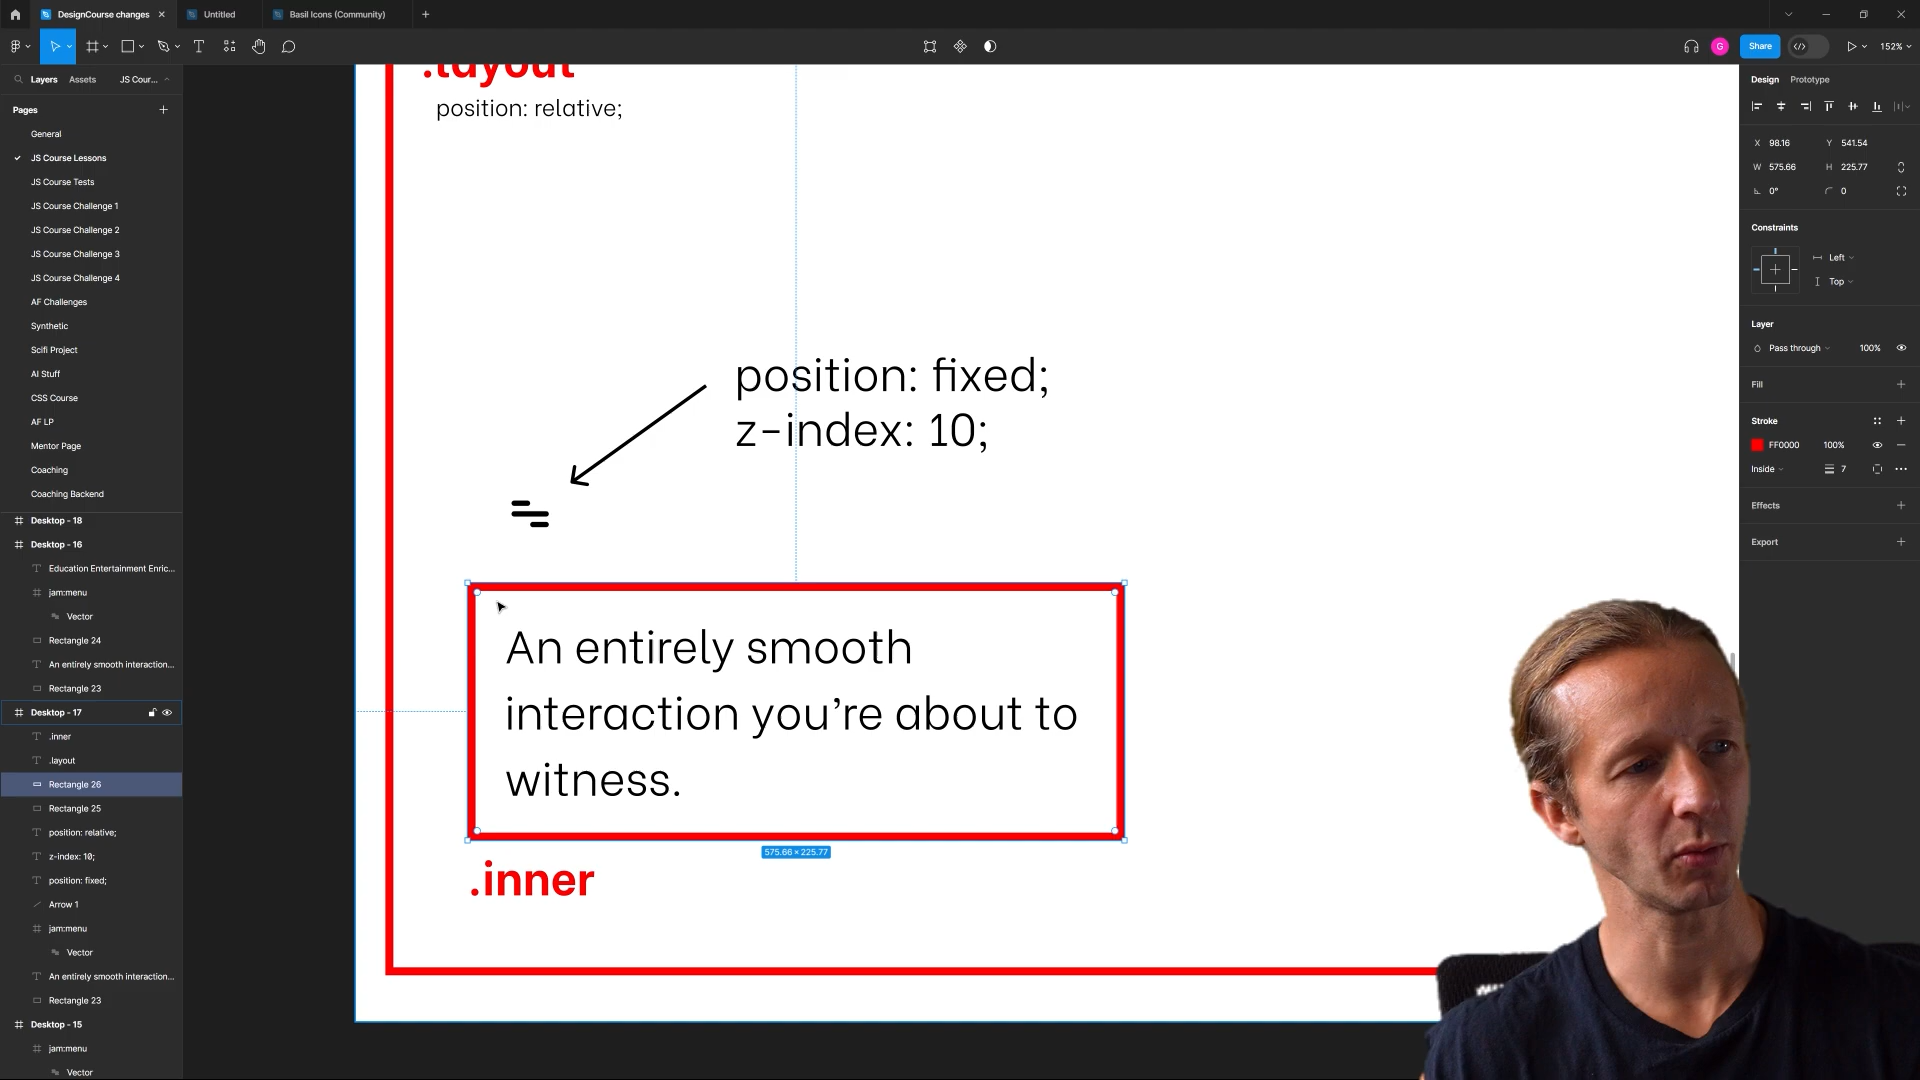 DesignCourse changes
Untitled
Basil Icons (Community)
G
Share
152%
Layers
Assets
JS Cour...
Pages
General
JS Course Lessons
JS Course Tests
JS Course Challenge 1
JS Course Challenge 2
JS Course Challenge 3
JS Course Challenge 4
AF Challenges
Synthetic
Scifi Project
AI Stuff
CSS Course
AF LP
Mentor Page
Coaching
Coaching Backend
Desktop - 18
Desktop - 16
Education Entertainment Enric...
jam:menu
Vector
Rectangle 24
An entirely smooth interaction...
Rectangle 23
Desktop - 17
.inner
.layout
Rectangle 26
Rectangle 25
position: relative;
z-index: 10;
position: fixed;
Arrow 1
jam:menu
Vector
An entirely smooth interaction...
Rectangle 23
Desktop - 15
jam:menu
Vector
.layout
position: relative;
position: fixed;
z-index: 10;
An entirely smooth
interaction you’re about to
witness.
575.66 × 225.77
.inner
Design
Prototype
X 98.16 Y 541.54
W 575.66 H 225.77
0° 0
Constraints
Left
Top
Layer
Pass through 100%
Fill
Stroke
FF0000 100%
Inside 7
Effects
Export